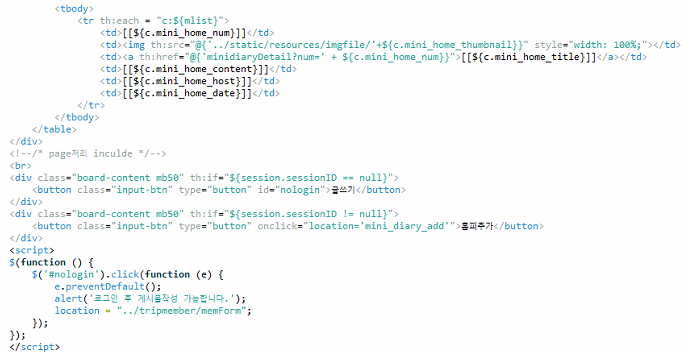 <tbody>
<tr th:each = "c:${mlist}">
<td>[[${c.mini_home_num}]]</td>
<td><img th:src="@{'../static/resources/imgfile/'+${c.mini_home_thumbnail}}" style="width: 100%;"></td>
<td><a th:href="@{'minidiaryDetail?num=' + ${c.mini_home_num}}">[[${c.mini_home_title}]]</a></td>
<td>[[${c.mini_home_content}]]</td>
<td>[[${c.mini_home_host}]]</td>
<td>[[${c.mini_home_date}]]</td>
</tr>
</tbody>
</table>
</div>
<!--/* page처리 inculde */-->
<br>
<div class="board-content mb50" th:if="${session.sessionID == null}">
<button class="input-btn" type="button" id="nologin">글쓰기</button>
</div>
<div class="board-content mb50" th:if="${session.sessionID != null}">
<button class="input-btn" type="button" onclick="location='mini_diary_add'">홈피추가</button>
</div>
<script>
$(function () {
$('#nologin').click(function (e) {
e.preventDefault();
alert('로그인 후 게시물작성 가능합니다.');
location = "../tripmember/memForm";
});
});
</script>